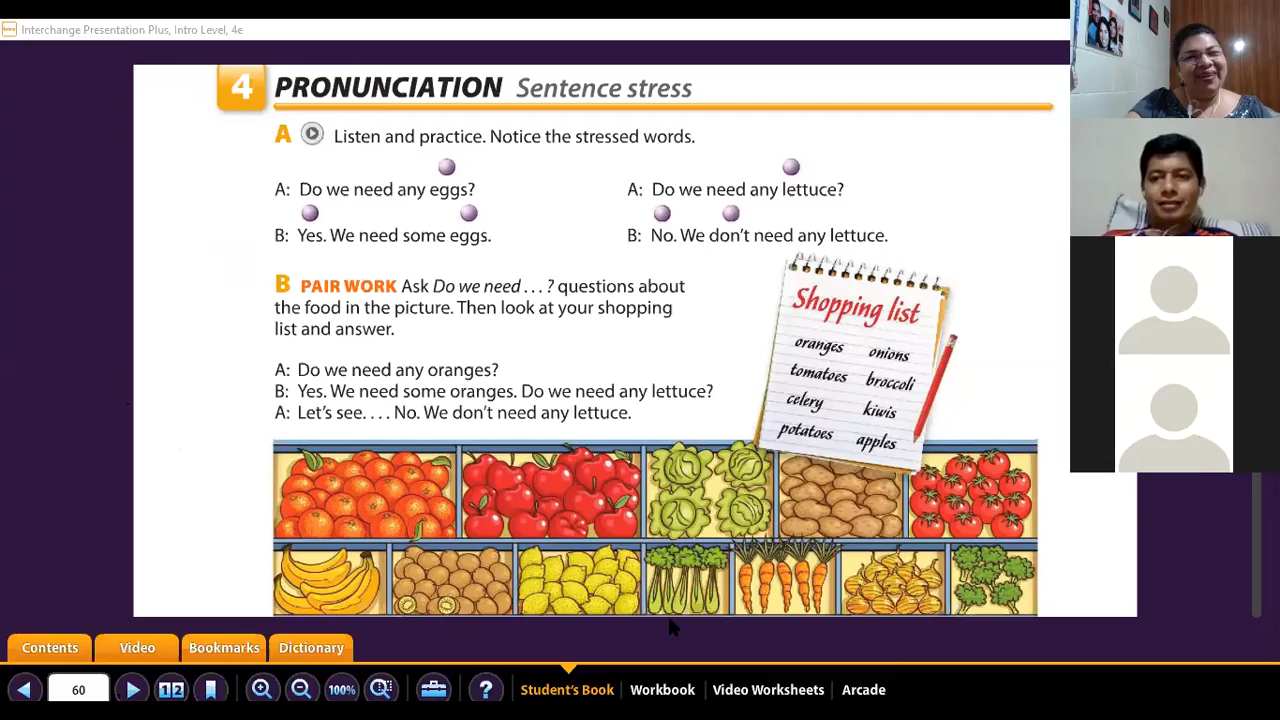 Interchange Presentation Plus, Intro Level, 4e
4 PRONUNCIATION Sentence stress
A Listen and practice. Notice the stressed words.
A: Do we need any eggs?
B: Yes. We need some eggs.
A: Do we need any lettuce?
B: No. We don't need any lettuce.
B PAIR WORK Ask Do we need . . . ? questions about
the food in the picture. Then look at your shopping
list and answer.
A: Do we need any oranges?
B: Yes. We need some oranges. Do we need any lettuce?
A: Let's see. . . . No. We don't need any lettuce.
Shopping list
oranges onions
tomatoes broccoli
celery kiwis
potatoes apples
Contents Video Bookmarks Dictionary
60 12 100% ? Student's Book Workbook Video Worksheets Arcade